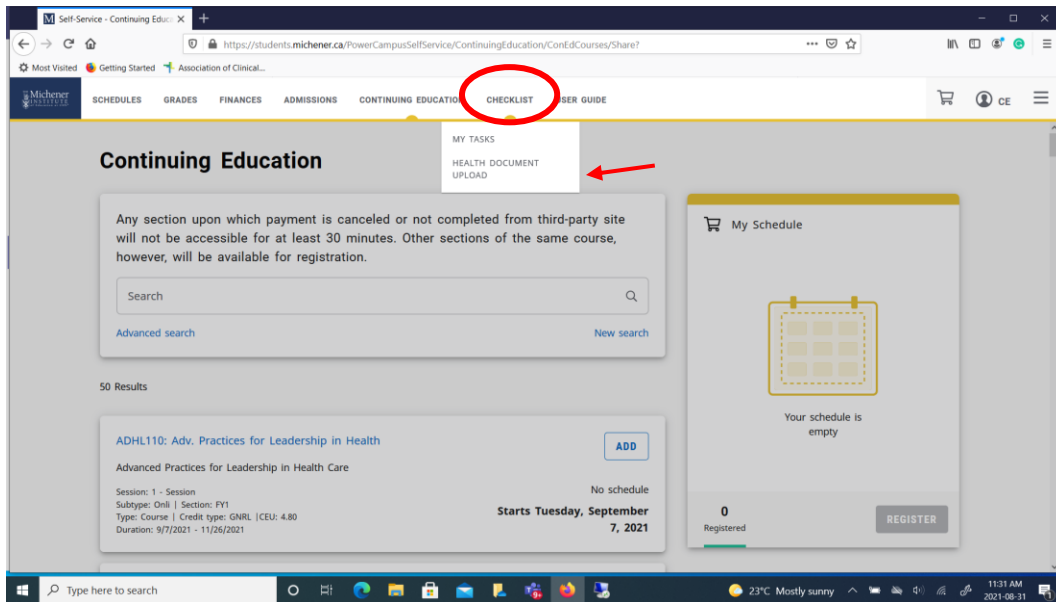 Self-Service - Continuing Educ
https://students.michener.ca/PowerCampusSelfService/ContinuingEducation/ConEdCourses/Share?
Most Visited Getting Started Association of Clinical...
Michener
INSTITUTE
SCHEDULES GRADES FINANCES ADMISSIONS CONTINUING EDUCATION CHECKLIST USER GUIDE CE
MY TASKS
HEALTH DOCUMENT
UPLOAD
Continuing Education
Any section upon which payment is canceled or not completed from third-party site
will not be accessible for at least 30 minutes. Other sections of the same course,
however, will be available for registration.
Search
Advanced search New search
50 Results
ADHL110: Adv. Practices for Leadership in Health
ADD
Advanced Practices for Leadership in Health Care
Session: 1 - Session
Subtype: Onli | Section: FY1
Type: Course | Credit type: GNRL |CEU: 4.80
Duration: 9/7/2021 - 11/26/2021
No schedule
Starts Tuesday, September
7, 2021
My Schedule
Your schedule is
empty
0
Registered
REGISTER
Type here to search
23°C Mostly sunny
11:31 AM
2021-08-31